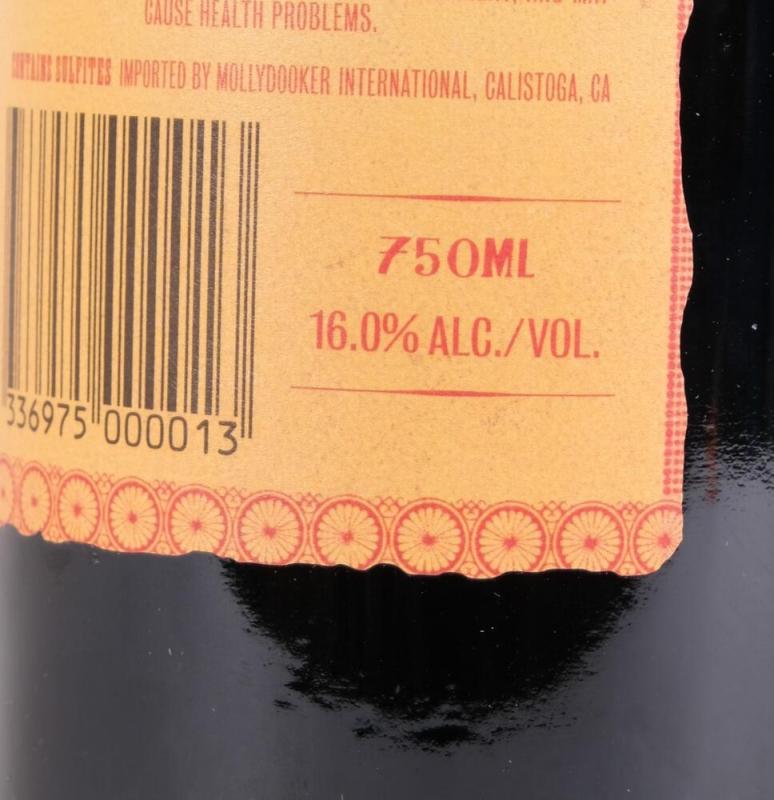 CAUSE HEALTH PROBLEMS.
CONTAINS SULFITES IMPORTED BY MOLLYDOOKER INTERNATIONAL, CALISTOGA, CA
750ML
16.0% ALC./VOL.
336975 000013